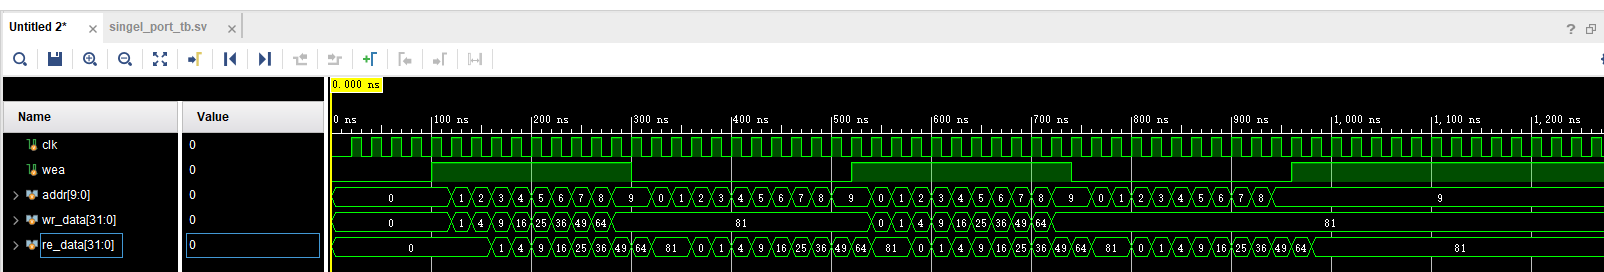 Untitled 2* singel_port_tb.sv
?
0.000 ns
Name Value
0 ns 100 ns 200 ns 300 ns 400 ns 500 ns 600 ns 700 ns 800 ns 900 ns 1,000 ns 1,100 ns 1,200 ns
clk 0
wea 0
addr[9:0] 0 0 1 2 3 4 5 6 7 8 9 0 1 2 3 4 5 6 7 8 9 0 1 2 3 4 5 6 7 8 9 0 1 2 3 4 5 6 7 8 9
wr_data[31:0] 0 0 1 4 9 16 25 36 49 64 81 0 1 4 9 16 25 36 49 64 81
re_data[31:0] 0 0 1 4 0 9 16 25 36 49 64 81 0 1 4 9 16 25 36 49 64 81 0 1 4 9 16 25 36 49 64 81 0 1 4 9 16 25 36 49 64 81